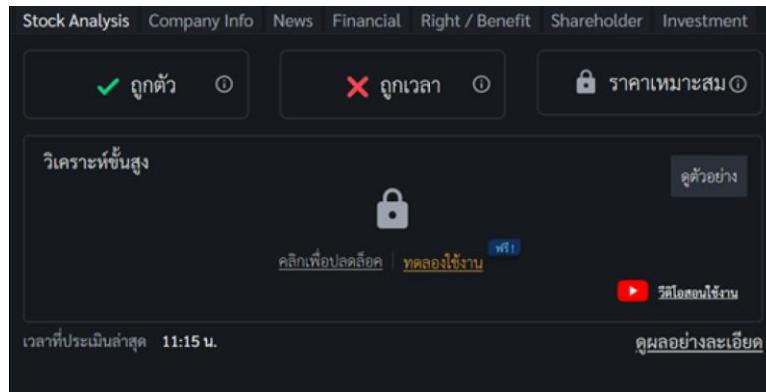 Stock Analysis Company Info News Financial Right / Benefit Shareholder Investment
ถูกตัว ถูกเวลา ราคาเหมาะสม
วิเคราะห์ขั้นสูง
ดูตัวอย่าง
ฟรี !
คลิกเพื่อปลดล็อค | ทดลองใช้งาน
วีดีโอสอนใช้งาน
เวลาที่ประเมินล่าสุด 11:15 น. ดูผลอย่างละเอียด